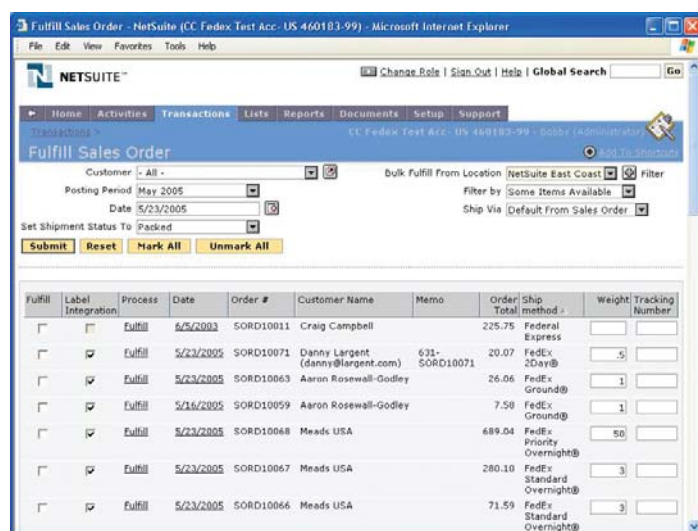 Fulfill Sales Order - NetSuite (CC Fedex Test Acc- US 460183-99) - Microsoft Internet Explorer
File Edit View Favorites Tools Help
N NETSUITE™ Change Role | Sign Out | Help | Global Search Go
Home Activities Transactions Lists Reports Documents Setup Support
Transactions > CC Fedex Test Acc- US 460183-99 - Bobby (Administrator)
Fulfill Sales Order Add To Shortcuts
Customer - All - Bulk Fulfill From Location NetSuite East Coast Filter
Posting Period May 2005 Filter by Some Items Available
Date 5/23/2005 Ship Via Default From Sales Order
Set Shipment Status To Packed
Submit Reset Mark All Unmark All
Fulfill Label Process Date Order # Customer Name Memo Order Ship Weight Tracking
Integration Total method Number
Fulfill 6/5/2003 SORD10011 Craig Campbell 225.75 Federal
Express
Fulfill 5/23/2005 SORD10071 Danny Largent 631- 20.07 FedEx .5
(danny@largent.com) SORD10071 2Day®
Fulfill 5/23/2005 SORD10063 Aaron Rosewall-Godley 26.06 FedEx 1
Ground®
Fulfill 5/16/2005 SORD10059 Aaron Rosewall-Godley 7.58 FedEx 1
Ground®
Fulfill 5/23/2005 SORD10068 Meads USA 689.04 FedEx 50
Priority
Overnight®
Fulfill 5/23/2005 SORD10067 Meads USA 280.10 FedEx 3
Standard
Overnight®
Fulfill 5/23/2005 SORD10066 Meads USA 71.59 FedEx 3
Standard
Overnight®